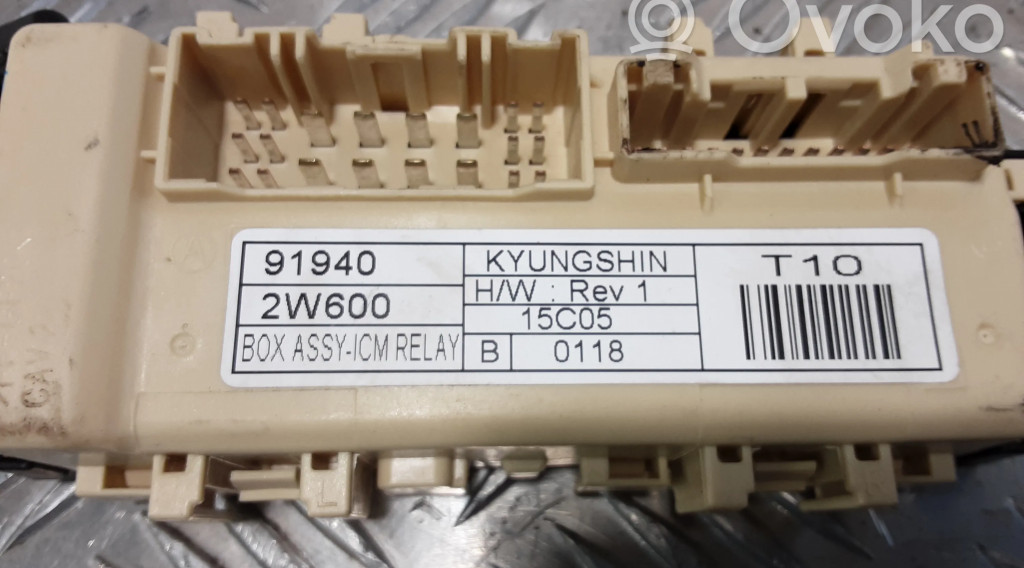 Ovoko
91940
2W600
BOX ASSY-ICM RELAY
KYUNGSHIN
H/W : Rev 1
15C05
B 0118
T10